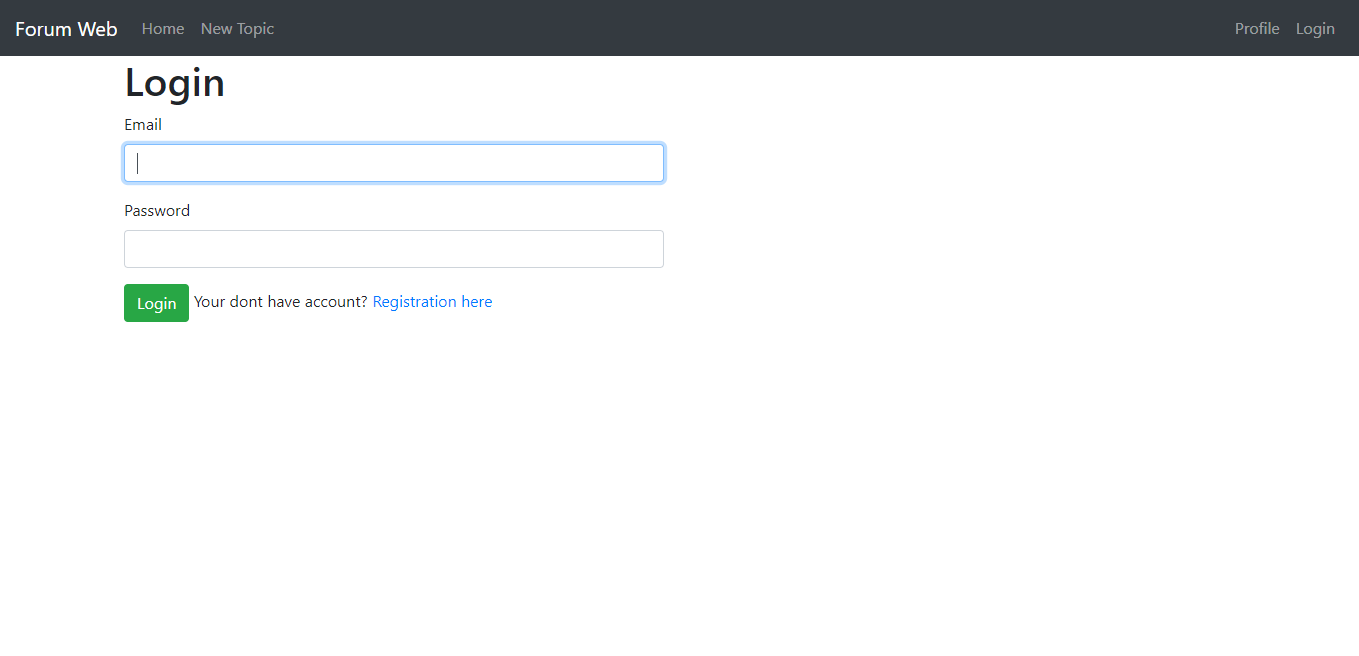 Forum Web Home New Topic Profile Login
Login
Email
Password
Login Your dont have account? Registration here